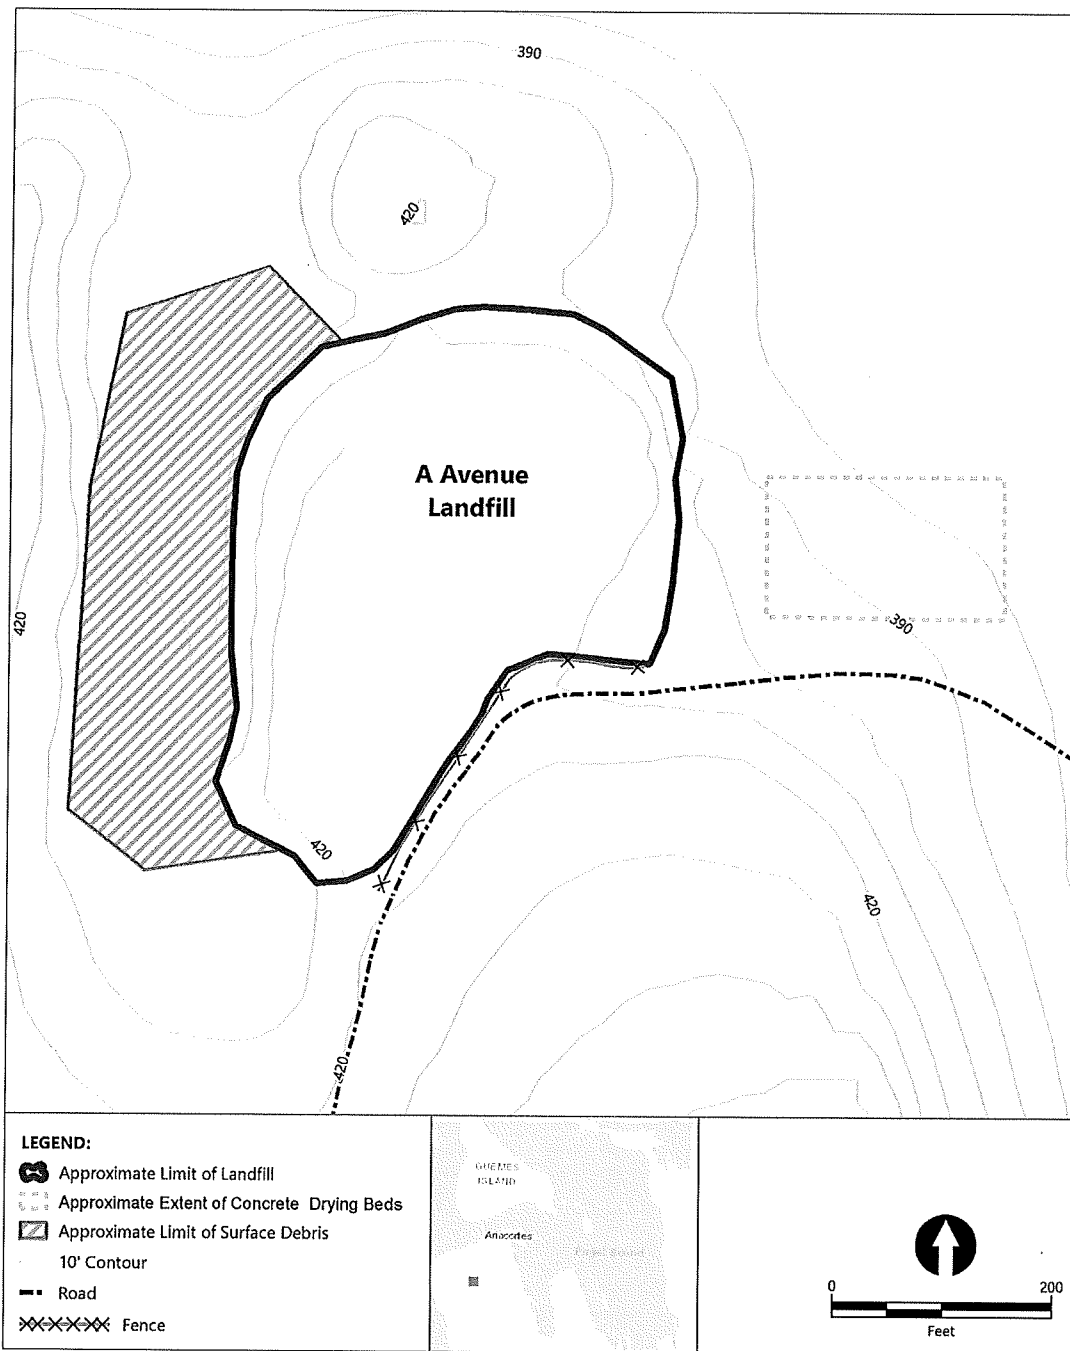 390
420
A Avenue
Landfill
420
390
420
420
420
LEGEND:
Approximate Limit of Landfill
Approximate Extent of Concrete Drying Beds
Approximate Limit of Surface Debris
10' Contour
Road
Fence
GUEMES
ISLAND
Anacortes
0
200
Feet